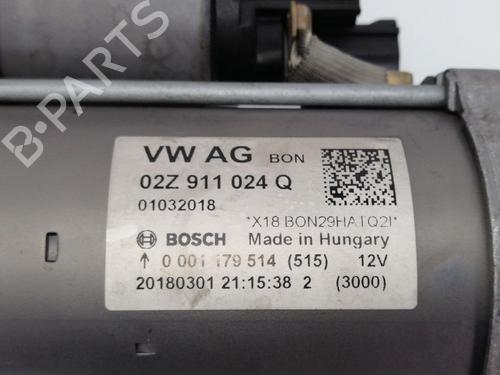 VW AG BON
02Z 911 024 Q
01032018
*X18 BON29HATQ2I*
BOSCH Made in Hungary
↑ 0 001 179 514 (515) 12V
20180301 21:15:38 2 (3000)
B-PARTS